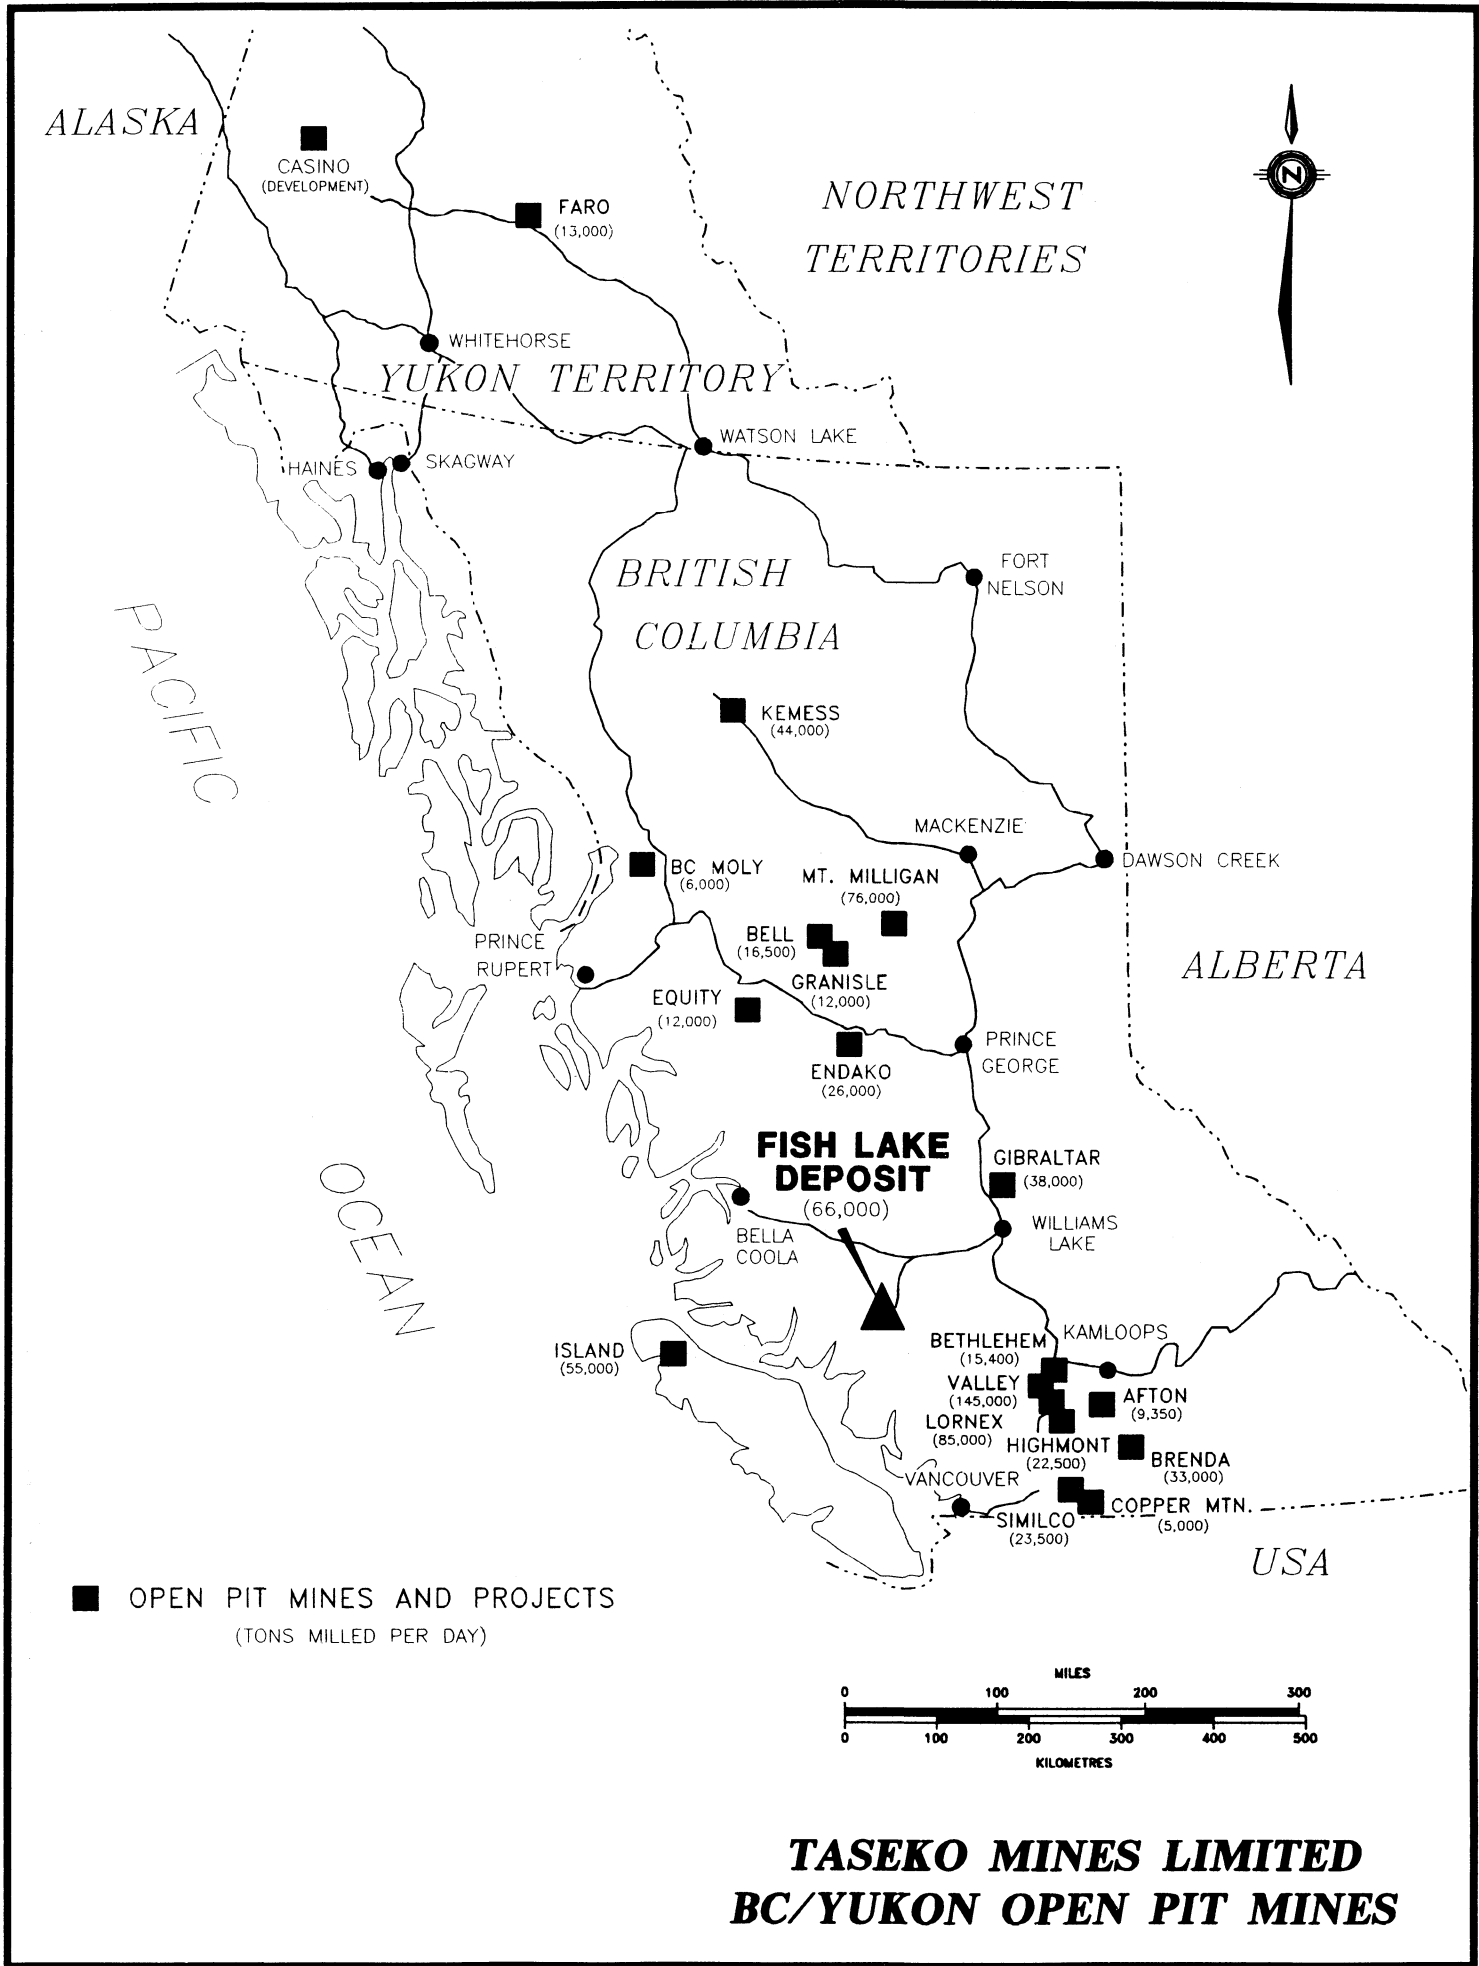 ALASKA
CASINO
(DEVELOPMENT)
FARO
(13,000)
NORTHWEST
TERRITORIES
N
WHITEHORSE
YUKON TERRITORY
WATSON LAKE
HAINES
SKAGWAY
BRITISH
COLUMBIA
FORT
NELSON
PACIFIC
KEMESS
(44,000)
MACKENZIE
DAWSON CREEK
BC MOLY
(6,000)
MT. MILLIGAN
(76,000)
BELL
(16,500)
GRANISLE
(12,000)
PRINCE
RUPERT
EQUITY
(12,000)
ALBERTA
ENDAKO
(26,000)
PRINCE
GEORGE
FISH LAKE
DEPOSIT
(66,000)
GIBRALTAR
(38,000)
OCEAN
BELLA
COOLA
WILLIAMS
LAKE
ISLAND
(55,000)
BETHLEHEM
(15,400)
KAMLOOPS
VALLEY
(145,000)
AFTON
(9,350)
LORNEX
(85,000)
HIGHMONT
(22,500)
BRENDA
(33,000)
VANCOUVER
SIMILCO
(23,500)
COPPER MTN.
(5,000)
USA
OPEN PIT MINES AND PROJECTS
(TONS MILLED PER DAY)
MILES
0 100 200 300
0 100 200 300 400 500
KILOMETRES
TASEKO MINES LIMITED
BC/YUKON OPEN PIT MINES